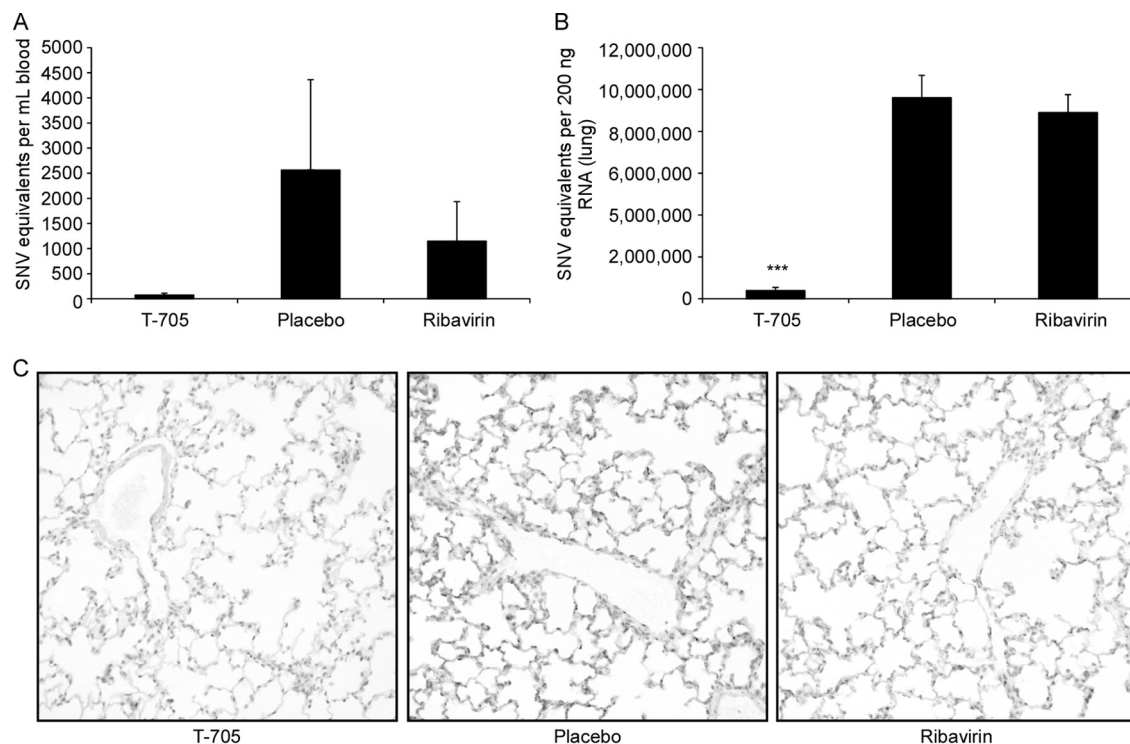 A
SNV equivalents per mL blood
5000
4500
4000
3500
3000
2500
2000
1500
1000
500
0
T-705 Placebo Ribavirin
B
SNV equivalents per 200 ng
RNA (lung)
12,000,000
10,000,000
8,000,000
6,000,000
5,000,000
2,000,000
0
***
T-705 Placebo Ribavirin
C
T-705 Placebo Ribavirin